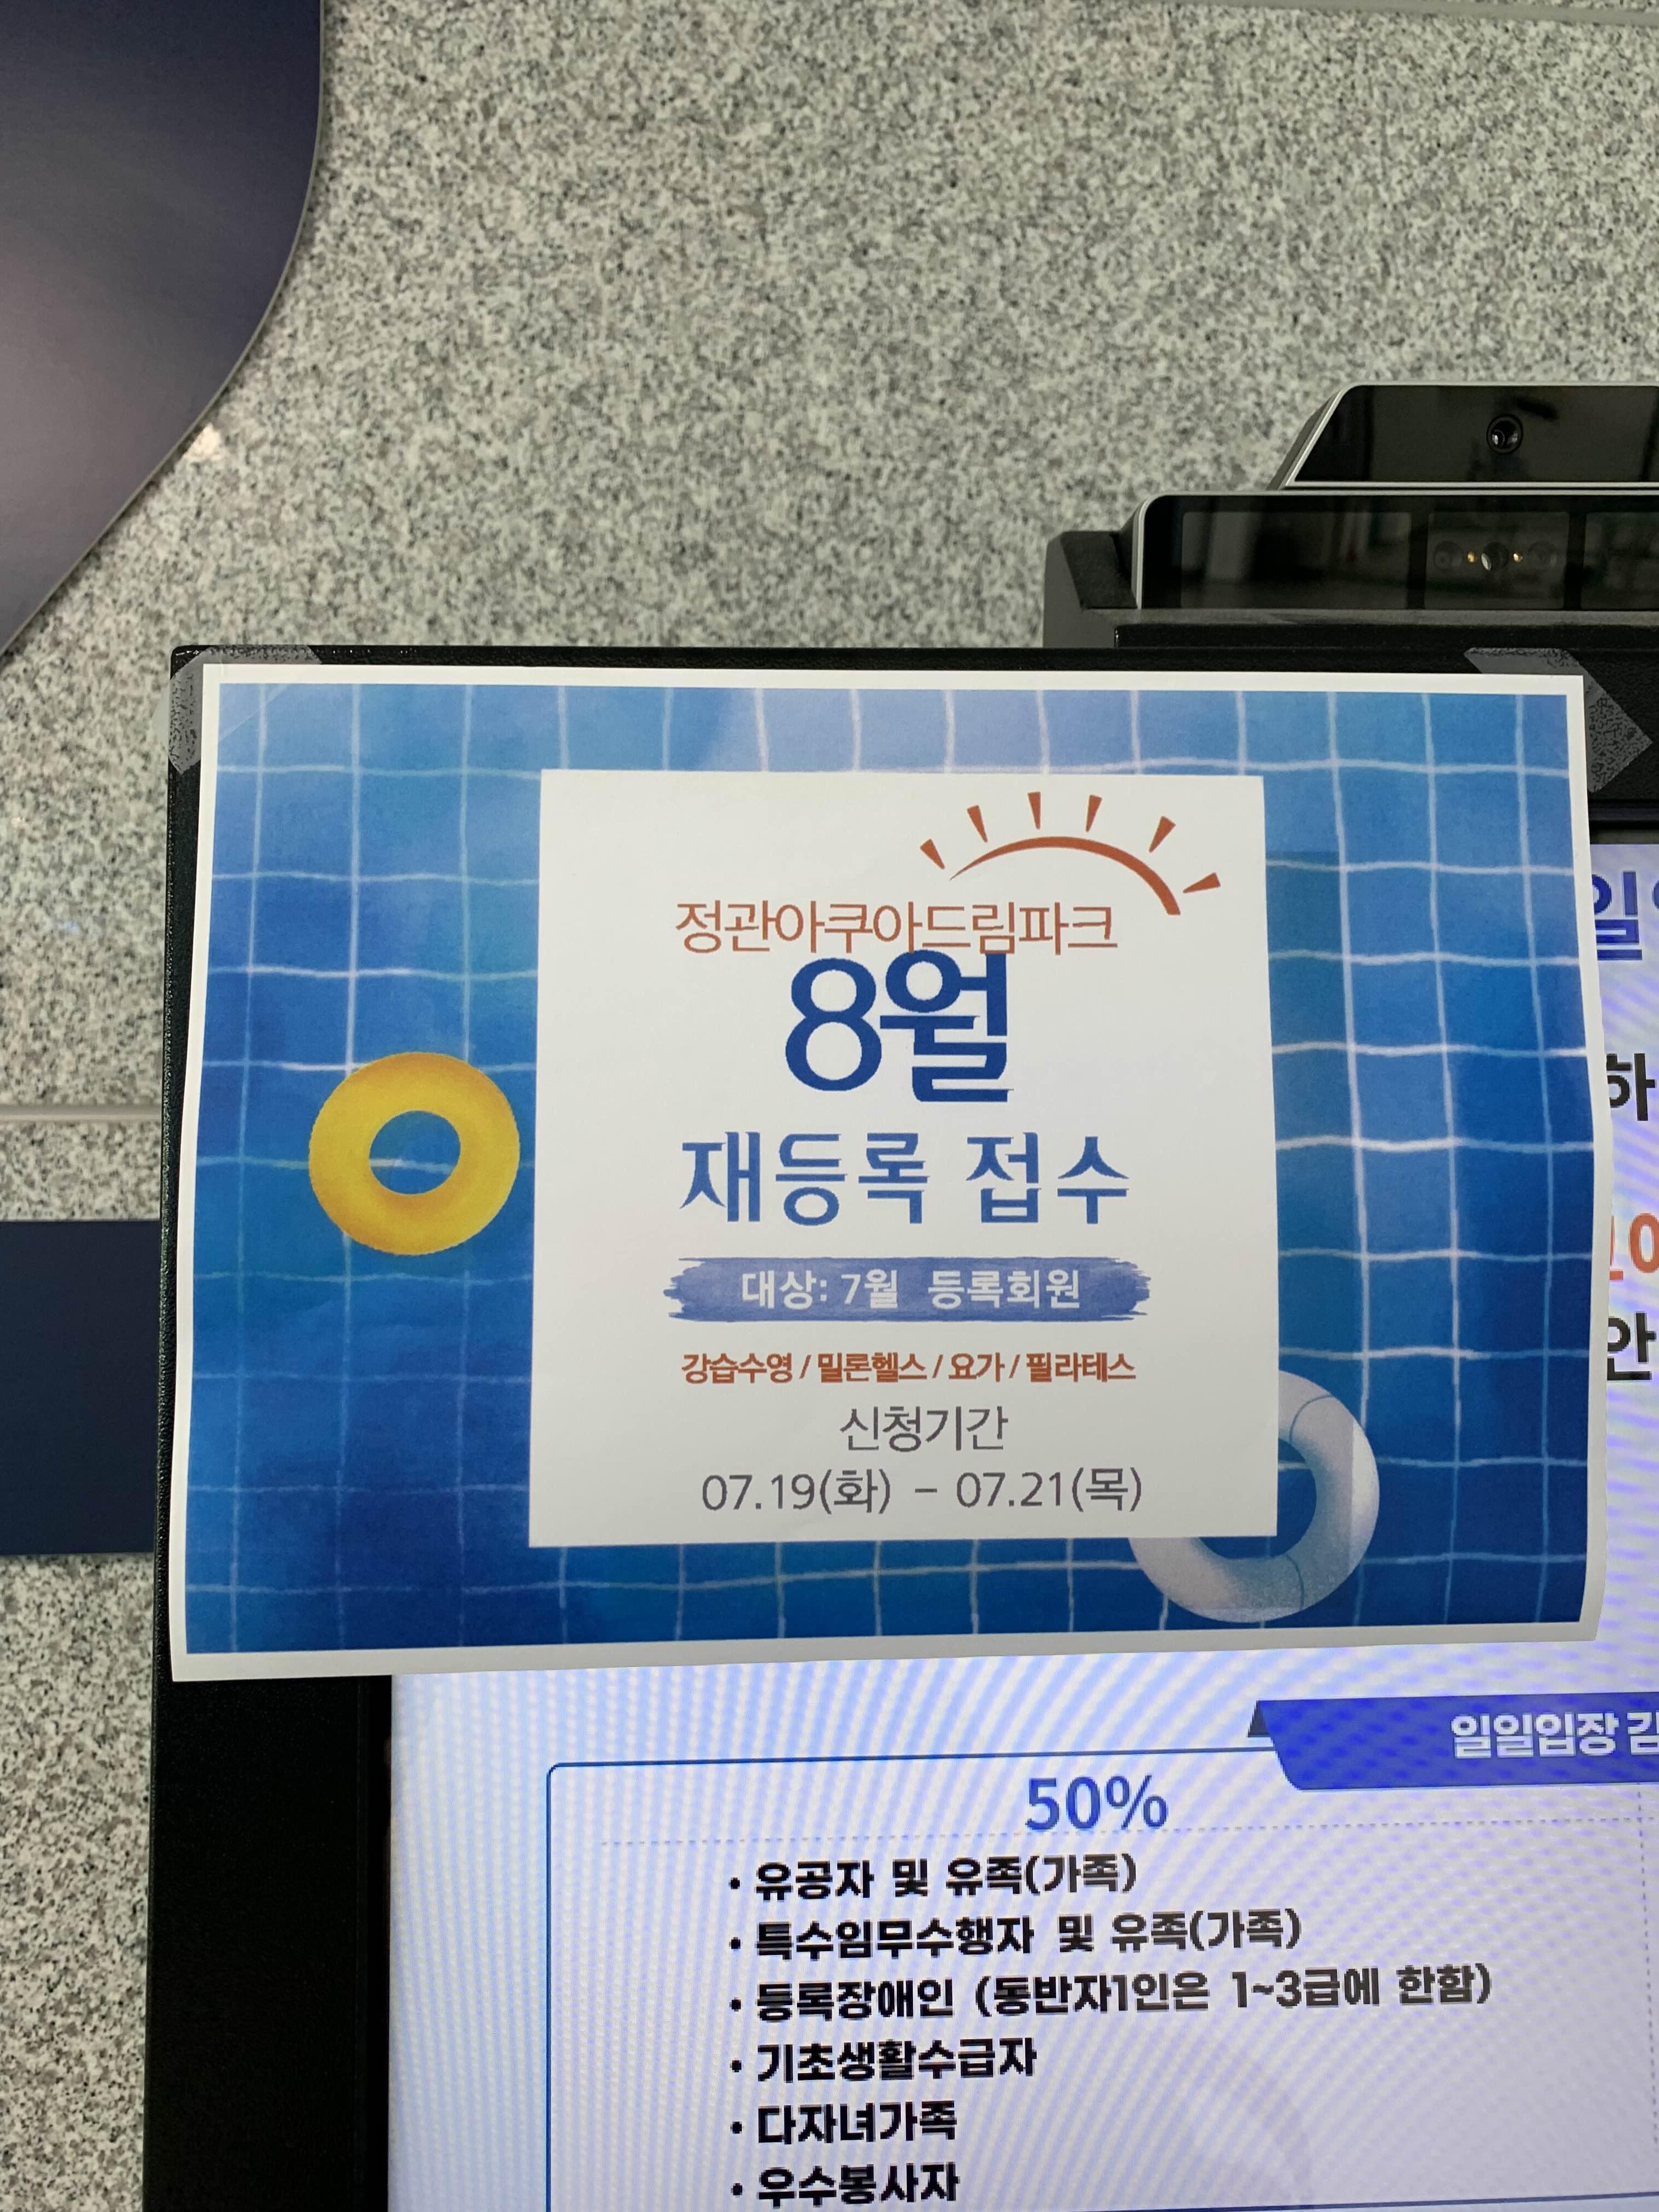 정관아쿠아드림파크
8월
재등록 접수
대상: 7월 등록회원
강습수영 / 밀론헬스 / 요가 / 필라테스
신청기간
07.19(화) - 07.21(목)
하
안
일일입장
50%
• 유공자 및 유족(가족)
• 특수임무수행자 및 유족(가족)
• 등록장애인 (동반자1인은 1~3급에 한함)
• 기초생활수급자
• 다자녀가족
• 우수봉사자